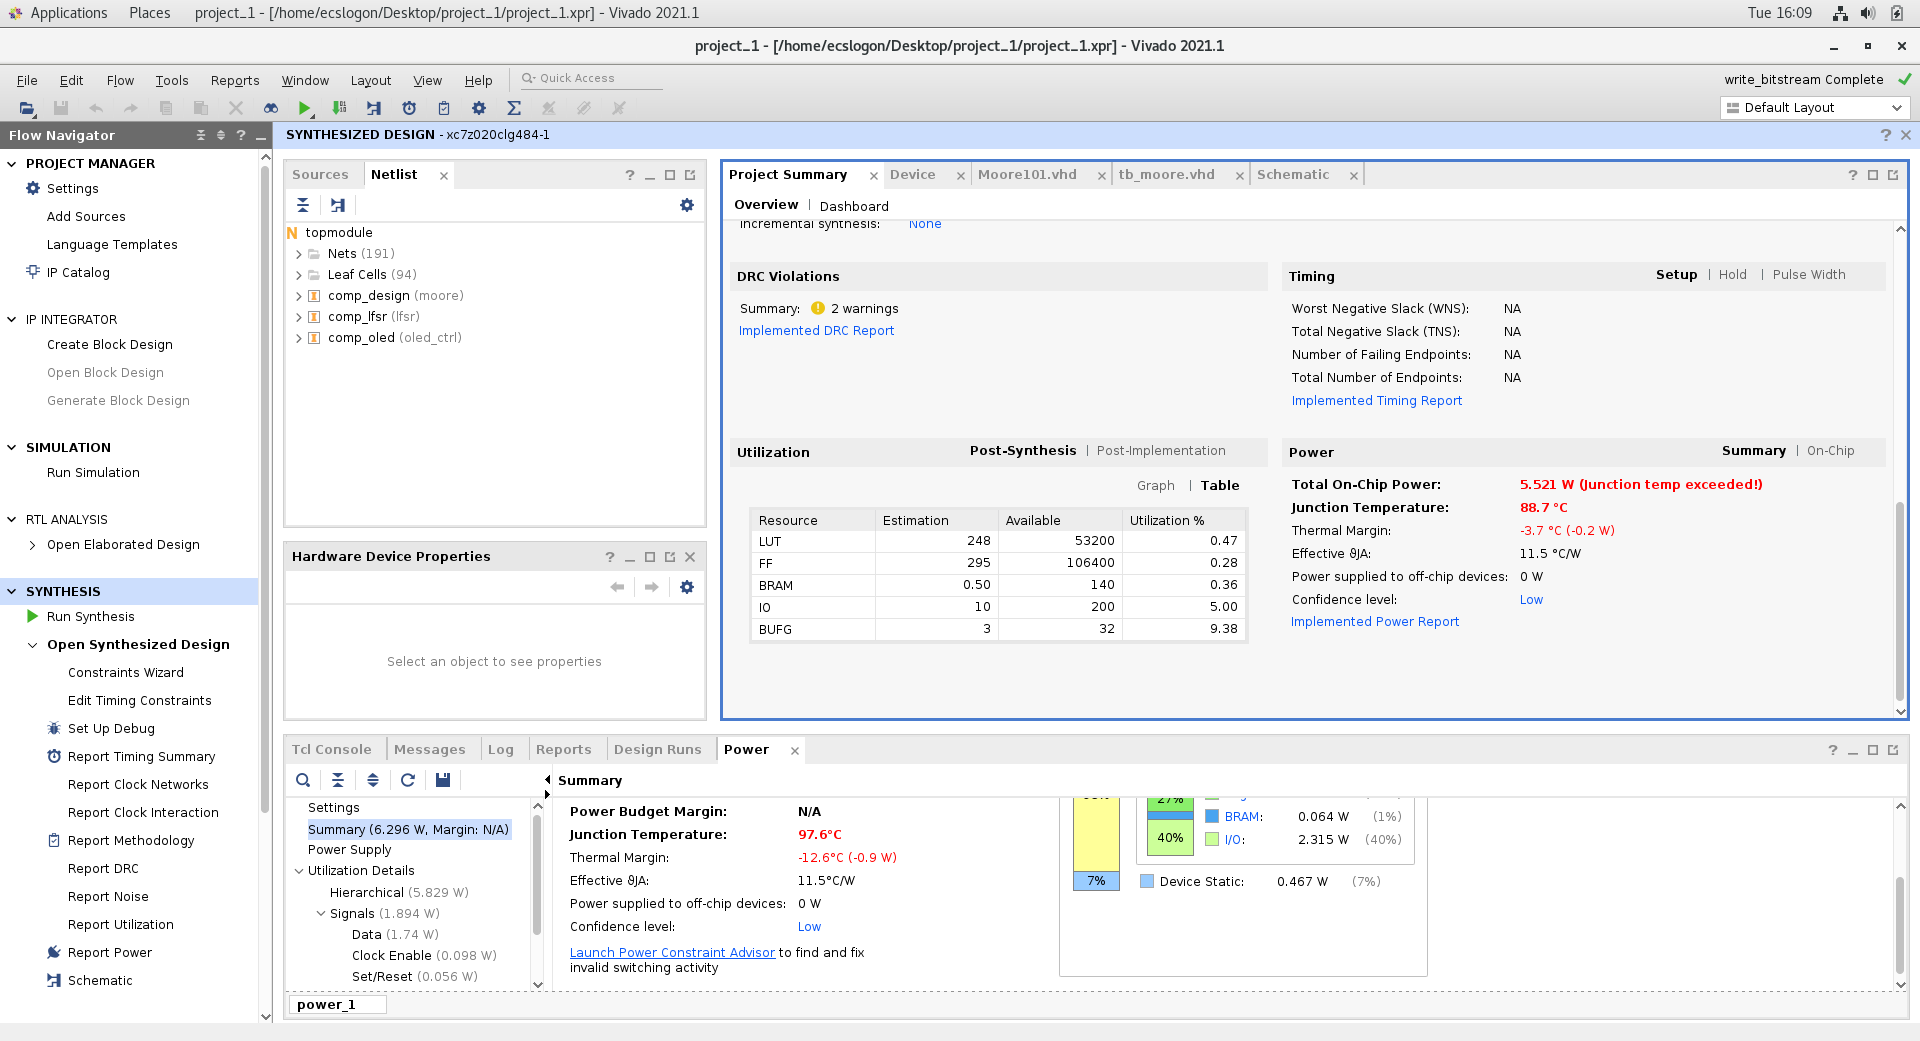 Applications Places project_1 - [/home/ecslogon/Desktop/project_1/project_1.xpr] - Vivado 2021.1 Tue 16:09
project_1 - [/home/ecslogon/Desktop/project_1/project_1.xpr] - Vivado 2021.1
File Edit Flow Tools Reports Window Layout View Help Quick Access write_bitstream Complete
Default Layout
Flow Navigator
PROJECT MANAGER
Settings
Add Sources
Language Templates
IP Catalog
IP INTEGRATOR
Create Block Design
Open Block Design
Generate Block Design
SIMULATION
Run Simulation
RTL ANALYSIS
Open Elaborated Design
SYNTHESIS
Run Synthesis
Open Synthesized Design
Constraints Wizard
Edit Timing Constraints
Set Up Debug
Report Timing Summary
Report Clock Networks
Report Clock Interaction
Report Methodology
Report DRC
Report Noise
Report Utilization
Report Power
Schematic
SYNTHESIZED DESIGN - xc7z020clg484-1
Sources Netlist
N topmodule
Nets (191)
Leaf Cells (94)
comp_design (moore)
comp_lfsr (lfsr)
comp_oled (oled_ctrl)
Hardware Device Properties
Select an object to see properties
Project Summary Device Moore101.vhd tb_moore.vhd Schematic
Overview | Dashboard
Incremental synthesis: None
DRC Violations
Summary: 2 warnings
Implemented DRC Report
Timing Setup | Hold | Pulse Width
Worst Negative Slack (WNS): NA
Total Negative Slack (TNS): NA
Number of Failing Endpoints: NA
Total Number of Endpoints: NA
Implemented Timing Report
Utilization Post-Synthesis | Post-Implementation
Graph | Table
Resource Estimation Available Utilization %
LUT 248 53200 0.47
FF 295 106400 0.28
BRAM 0.50 140 0.36
IO 10 200 5.00
BUFG 3 32 9.38
Power Summary | On-Chip
Total On-Chip Power: 5.521 W (Junction temp exceeded!)
Junction Temperature: 88.7 °C
Thermal Margin: -3.7 °C (-0.2 W)
Effective ϑJA: 11.5 °C/W
Power supplied to off-chip devices: 0 W
Confidence level: Low
Implemented Power Report
Tcl Console Messages Log Reports Design Runs Power
Summary
Settings
Summary (6.296 W, Margin: N/A)
Power Supply
Utilization Details
Hierarchical (5.829 W)
Signals (1.894 W)
Data (1.74 W)
Clock Enable (0.098 W)
Set/Reset (0.056 W)
Power Budget Margin: N/A
Junction Temperature: 97.6°C
Thermal Margin: -12.6°C (-0.9 W)
Effective ϑJA: 11.5°C/W
Power supplied to off-chip devices: 0 W
Confidence level: Low
Launch Power Constraint Advisor to find and fix
invalid switching activity
27%
BRAM: 0.064 W (1%)
40% I/O: 2.315 W (40%)
7% Device Static: 0.467 W (7%)
power_1